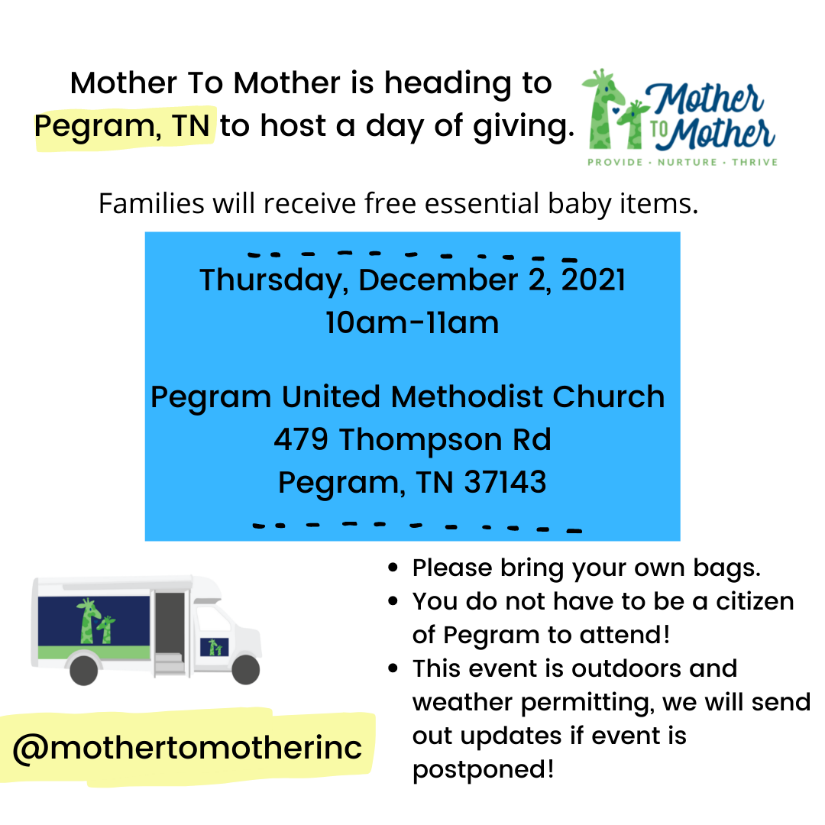 Mother To Mother is heading to
Pegram, TN to host a day of giving.
Mother
TO Mother
PROVIDE · NURTURE · THRIVE
Families will receive free essential baby items.
Thursday, December 2, 2021
10am-11am
Pegram United Methodist Church
479 Thompson Rd
Pegram, TN 37143
• Please bring your own bags.
• You do not have to be a citizen
of Pegram to attend!
• This event is outdoors and
weather permitting, we will send
out updates if event is
postponed!
@mothertomotherinc